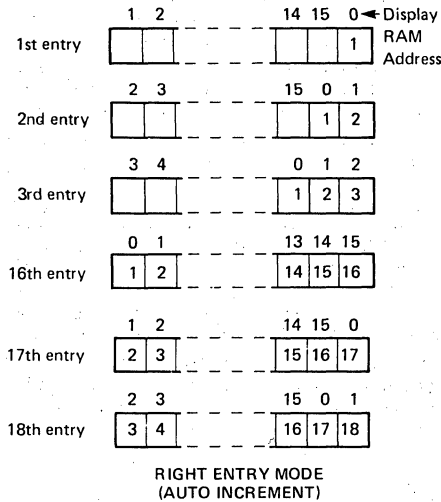 1 2 14 15 0 Display
RAM
Address
1st entry 1
2 3 15 0 1
2nd entry 1 2
3 4 0 1 2
3rd entry 1 2 3
0 1 13 14 15
16th entry 1 2 14 15 16
1 2 14 15 0
17th entry 2 3 15 16 17
2 3 15 0 1
18th entry 3 4 16 17 18
RIGHT ENTRY MODE
(AUTO INCREMENT)